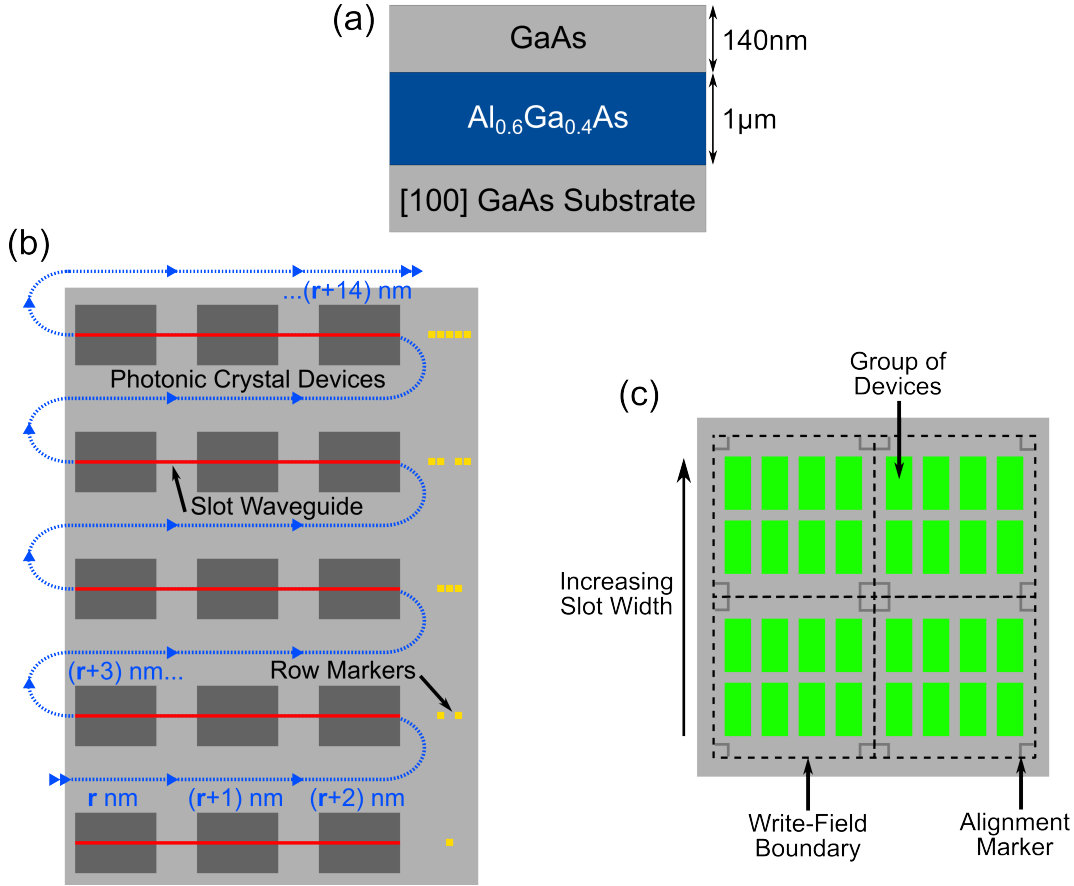 (a)
GaAs
140nm
Al0.6Ga0.4As
1µm
[100] GaAs Substrate
(b)
...(r+14) nm
Photonic Crystal Devices
Slot Waveguide
(r+3) nm...
Row Markers
r nm
(r+1) nm
(r+2) nm
(c)
Group of
Devices
Increasing
Slot Width
Write-Field
Boundary
Alignment
Marker